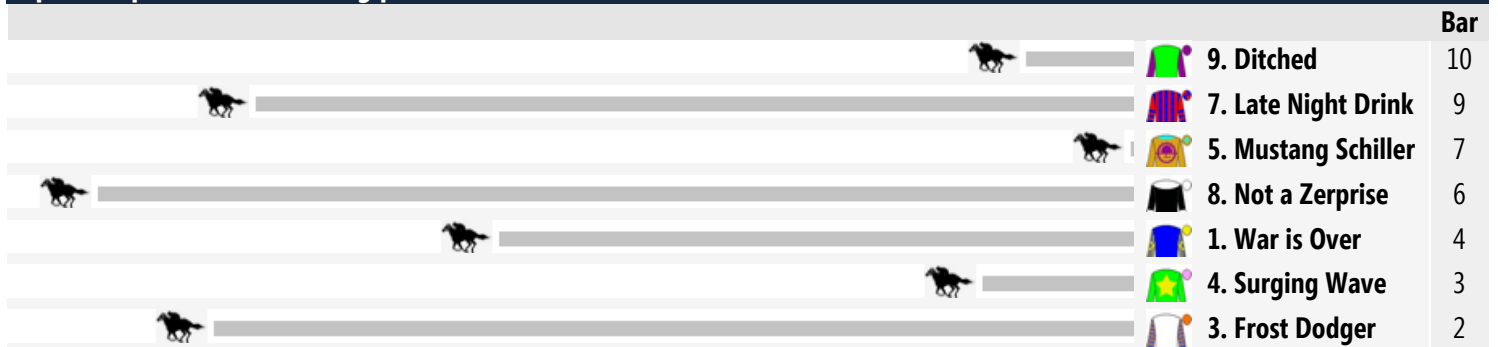 Bar
9. Ditched 10
7. Late Night Drink 9
5. Mustang Schiller 7
8. Not a Zerprise 6
1. War is Over 4
4. Surging Wave 3
3. Frost Dodger 2